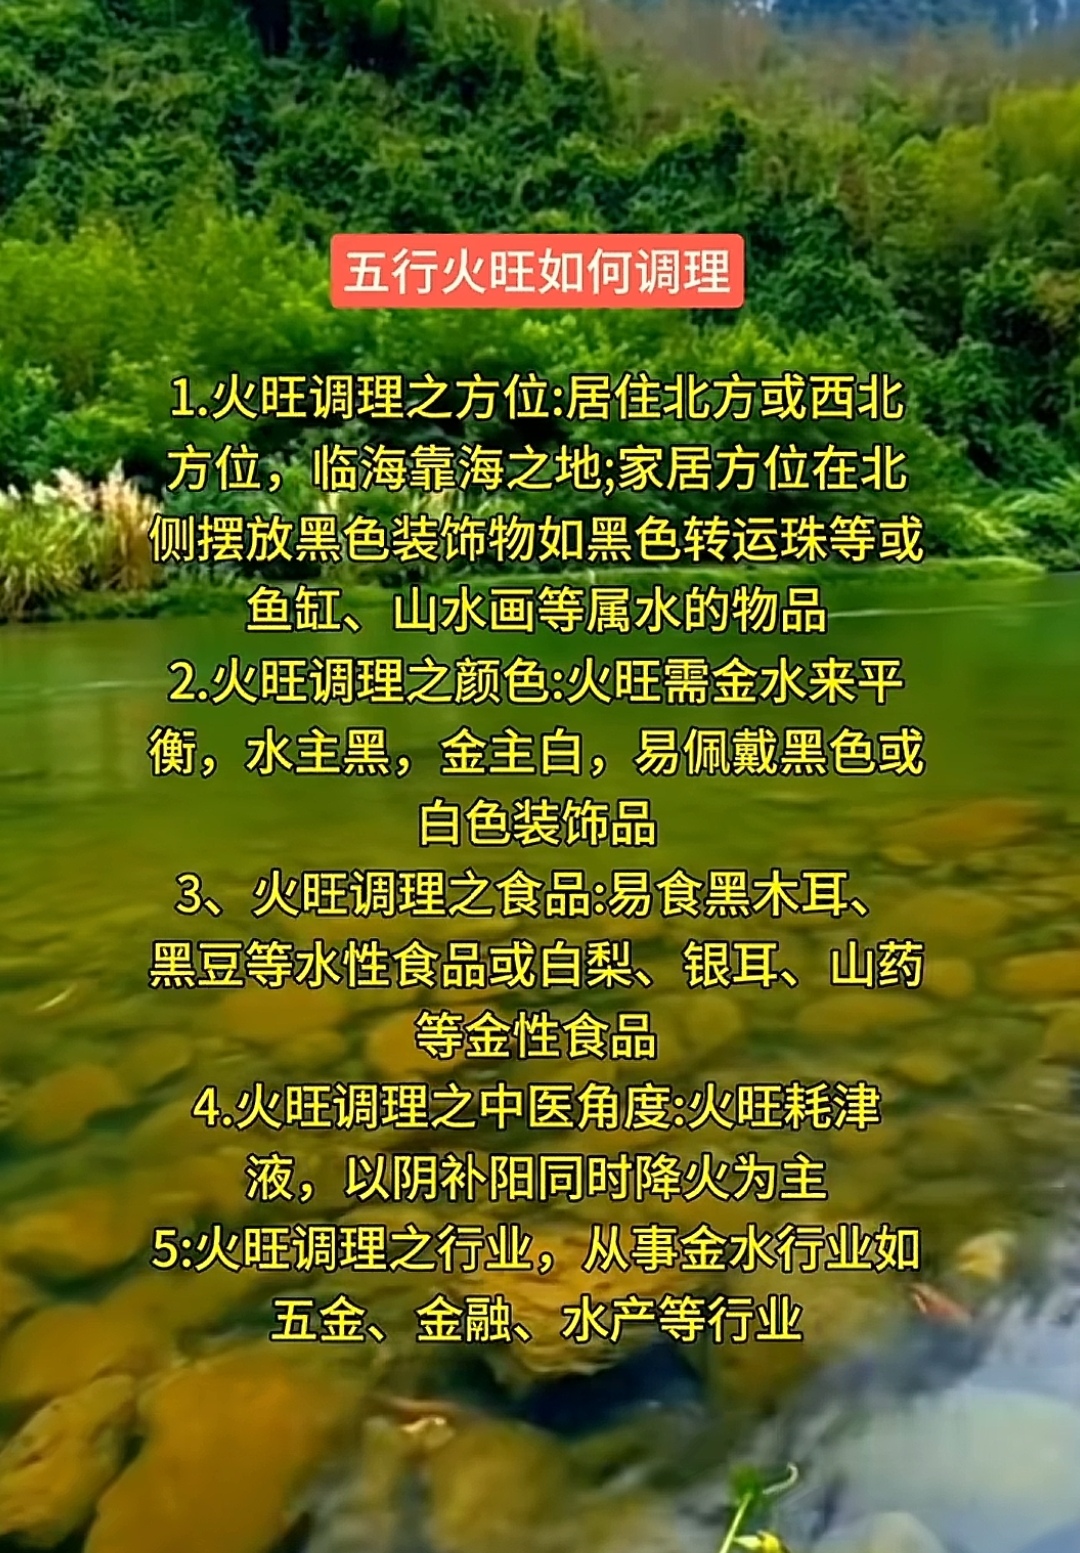 五行火旺如何调理
1.火旺调理之方位:居住北方或西北
方位，临海靠海之地;家居方位在北
侧摆放黑色装饰物如黑色转运珠等或
鱼缸、山水画等属水的物品
2.火旺调理之颜色:火旺需金水来平
衡，水主黑，金主白，易佩戴黑色或
白色装饰品
3、火旺调理之食品:易食黑木耳、
黑豆等水性食品或白梨、银耳、山药
等金性食品
4.火旺调理之中医角度:火旺耗津
液，以阴补阳同时降火为主
5:火旺调理之行业，从事金水行业如
五金、金融、水产等行业